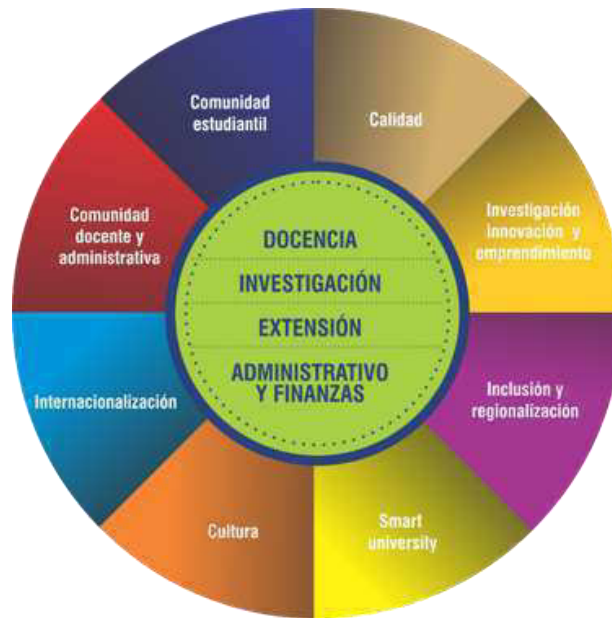 Comunidad
estudiantil
Calidad
Comunidad
docente y
administrativa
Investigación
innovación y
emprendimiento
DOCENCIA
INVESTIGACIÓN
EXTENSIÓN
ADMINISTRATIVO
Y FINANZAS
Internacionalización
Inclusión y
regionalización
Cultura
Smart
university